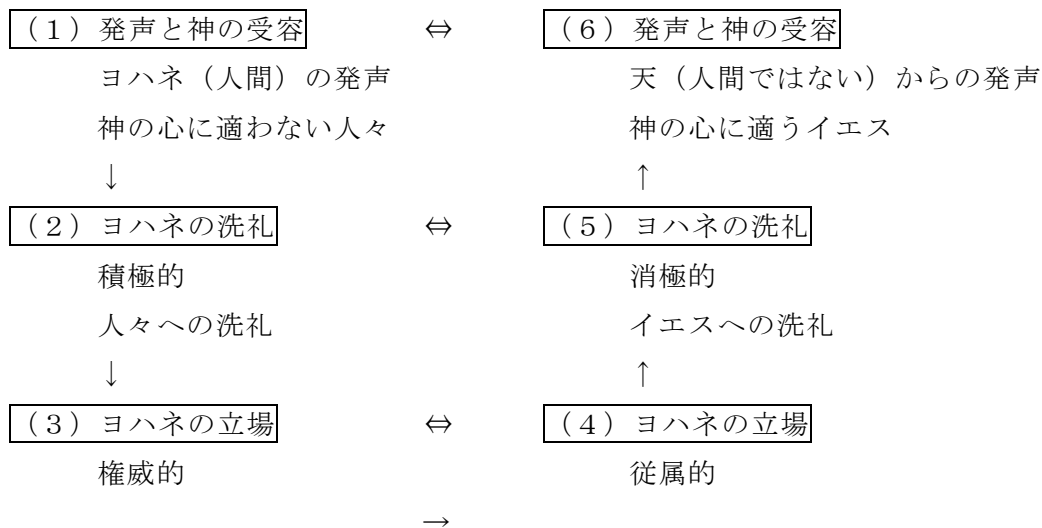 （１）発声と神の受容 ⇔ （６）発声と神の受容
ヨハネ（人間）の発声 天（人間ではない）からの発声
神の心に適わない人々 神の心に適うイエス
↓ ↑
（２）ヨハネの洗礼 ⇔ （５）ヨハネの洗礼
積極的 消極的
人々への洗礼 イエスへの洗礼
↓ ↑
（３）ヨハネの立場 ⇔ （４）ヨハネの立場
権威的 従属的
→